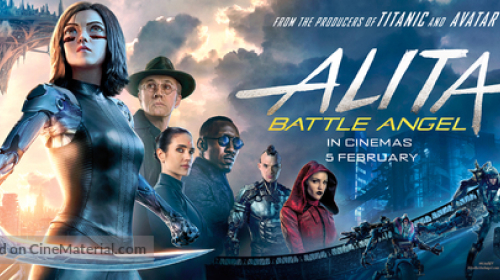 FROM THE PRODUCERS OF TITANIC AND AVATAR
ALITA
BATTLE ANGEL
IN CINEMAS
5 FEBRUARY
d on CineMaterial.com